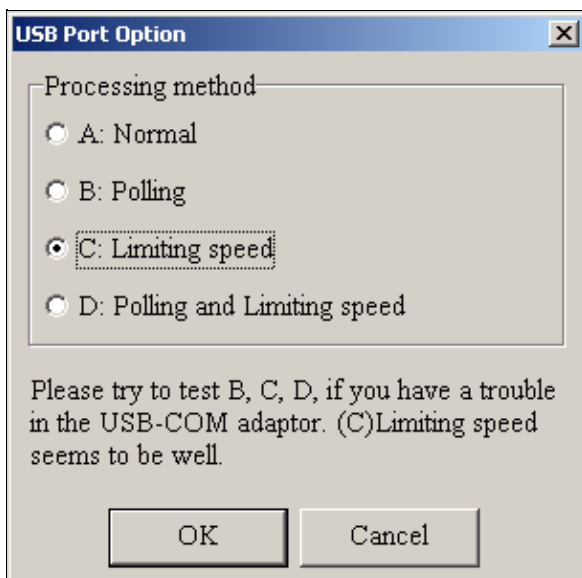 USB Port Option
Processing method
A: Normal
B: Polling
C: Limiting speed
D: Polling and Limiting speed
Please try to test B, C, D, if you have a trouble
in the USB-COM adaptor. (C)Limiting speed
seems to be well.
OK Cancel